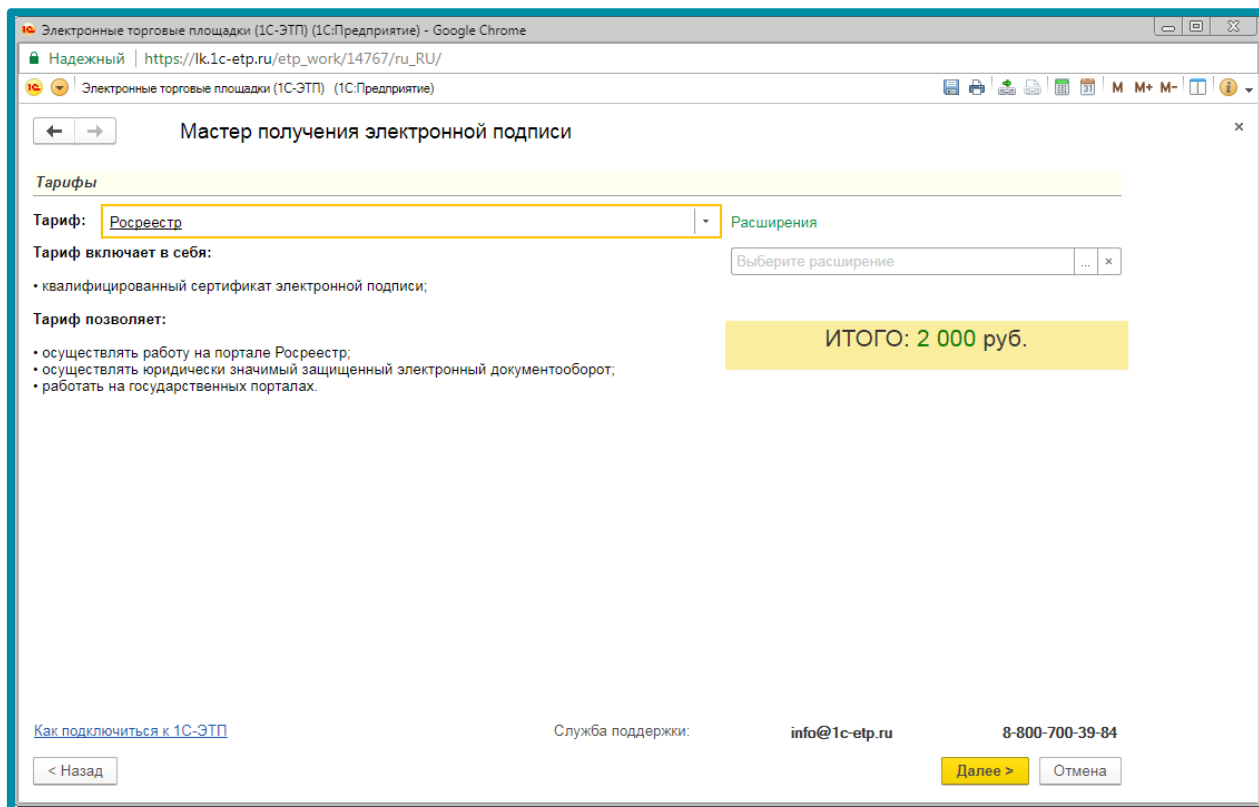 Электронные торговые площадки (1С-ЭТП) (1С:Предприятие) - Google Chrome
Надежный | https://lk.1c-etp.ru/etp_work/14767/ru_RU/
Электронные торговые площадки (1С-ЭТП) (1С:Предприятие) 31 M M+ M-
Мастер получения электронной подписи
Тарифы
Тариф: Росреестр
Расширения
Тариф включает в себя:
Выберите расширение ...
• квалифицированный сертификат электронной подписи;
Тариф позволяет:
ИТОГО: 2 000 руб.
• осуществлять работу на портале Росреестр;
• осуществлять юридически значимый защищенный электронный документооборот;
• работать на государственных порталах.
Как подключиться к 1С-ЭТП Служба поддержки: info@1c-etp.ru 8-800-700-39-84
< Назад Далее > Отмена